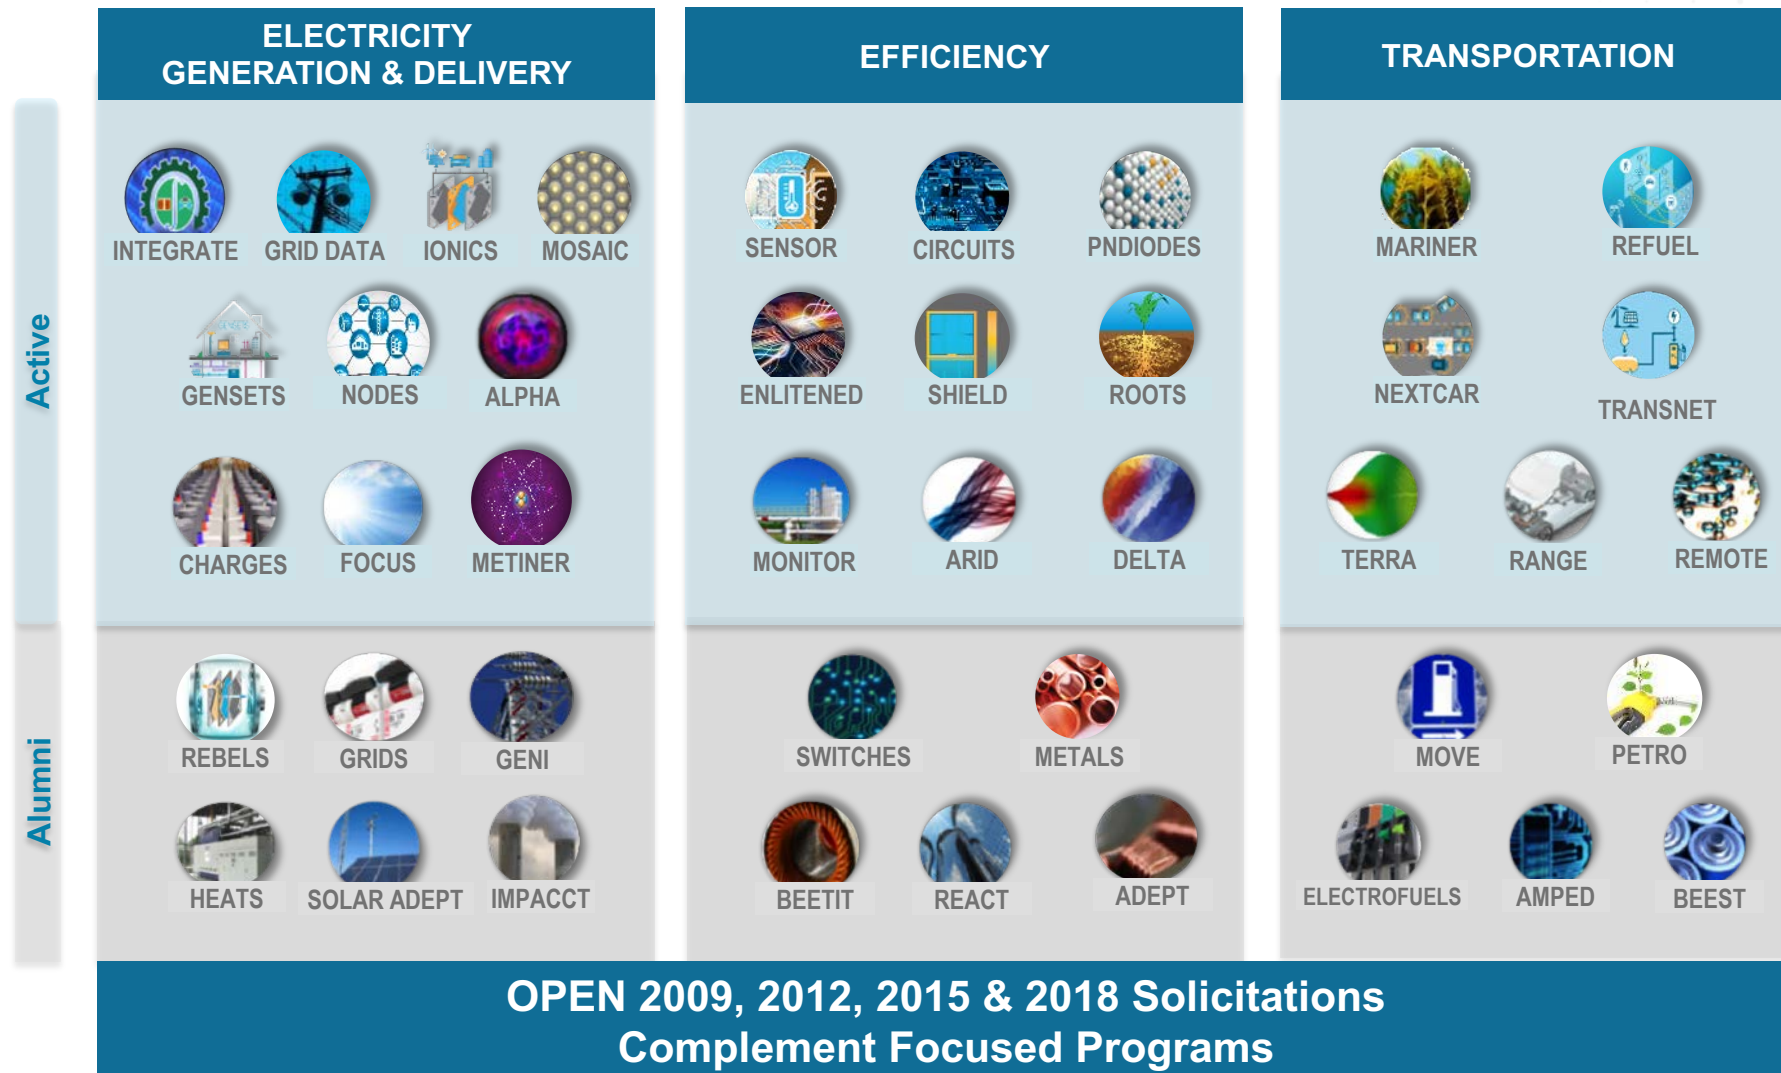 ELECTRICITY
GENERATION & DELIVERY
EFFICIENCY
TRANSPORTATION
Active
INTEGRATE
GRID DATA
IONICS
MOSAIC
GENSETS
NODES
ALPHA
CHARGES
FOCUS
METINER
SENSOR
CIRCUITS
PNDIODES
ENLITENED
SHIELD
ROOTS
MONITOR
ARID
DELTA
MARINER
REFUEL
NEXTCAR
TRANSNET
TERRA
RANGE
REMOTE
Alumni
REBELS
GRIDS
GENI
HEATS
SOLAR ADEPT
IMPACCT
SWITCHES
METALS
BEETIT
REACT
ADEPT
MOVE
PETRO
ELECTROFUELS
AMPED
BEEST
OPEN 2009, 2012, 2015 & 2018 Solicitations
Complement Focused Programs